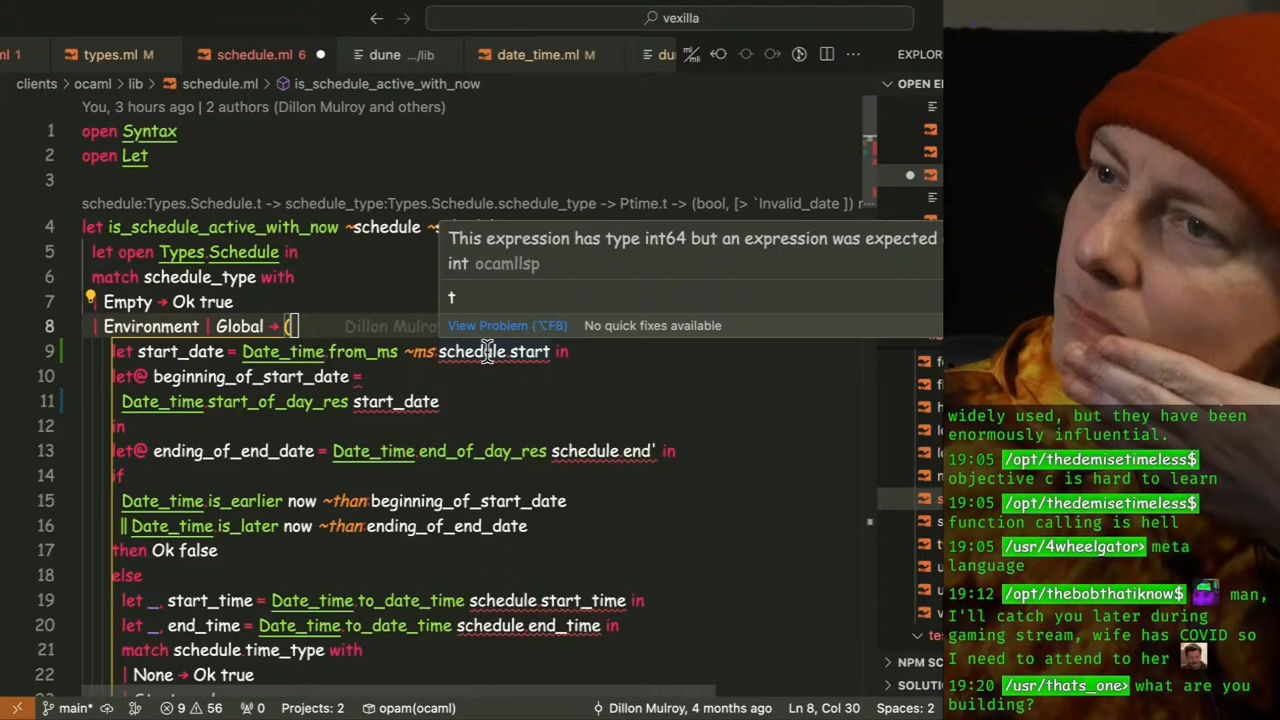 vexilla
ml
types.ml M
schedule.ml 6
dune .../lib
date_time.ml M
EXPLOR
clients > ocaml > lib > schedule.ml > is_schedule_active_with_now
OPEN E
You, 3 hours ago | 2 authors (Dillon Mulroy and others)
1 open Syntax
2 open Let
3
schedule:Types.Schedule.t -> schedule_type:Types.Schedule.schedule_type -> Ptime.t -> (bool, [> `Invalid_date ]) r
4 let is_schedule_active_with_now ~schedule
5 let open Types.Schedule in
6 match schedule_type with
7 | Empty → Ok true
8 | Environment | Global → ( Dillon Mulro
This expression has type int64 but an expression was expected
int ocamllsp
t
View Problem (⌥F8) No quick fixes available
9 let start_date = Date_time.from_ms ~ms:schedule.start in
10 let@ beginning_of_start_date =
11 Date_time.start_of_day_res start_date
12 in
13 let@ ending_of_end_date = Date_time.end_of_day_res schedule.end' in
14 if
15 Date_time.is_earlier now ~than:beginning_of_start_date
16 || Date_time.is_later now ~than:ending_of_end_date
17 then Ok false
18 else
19 let _, start_time = Date_time.to_date_time schedule.start_time in
20 let _, end_time = Date_time.to_date_time schedule.end_time in
21 match schedule.time_type with
22 | None → Ok true
te
NPM SC
SOLUTIO
main* 9 56 0 Projects: 2 opam(ocaml) Dillon Mulroy, 4 months ago Ln 8, Col 30 Spaces: 2
widely used, but they have been
enormously influential.
19:05 /opt/thedemisetimeless$
objective c is hard to learn
19:05 /opt/thedemisetimeless$
function calling is hell
19:05 /usr/4wheelgator> meta
language
19:12 /opt/thebobthatiknow$ man,
I'll catch you later during
gaming stream, wife has COVID so
I need to attend to her
19:20 /usr/thats_one> what are you
building?